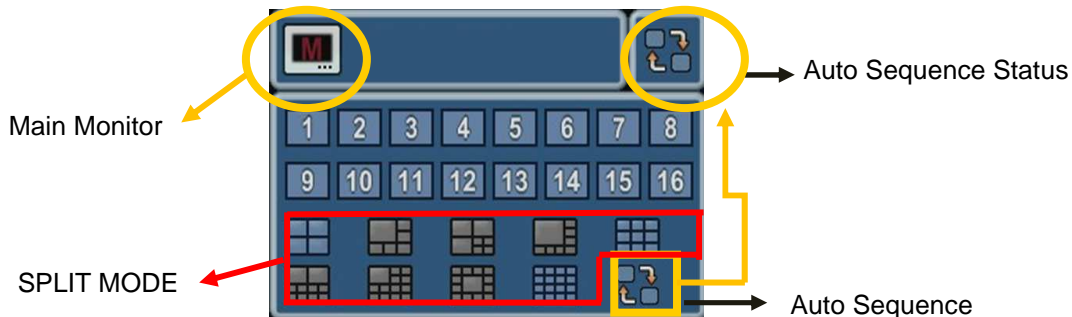 M
Auto Sequence Status
Main Monitor
1 2 3 4 5 6 7 8
9 10 11 12 13 14 15 16
SPLIT MODE
Auto Sequence